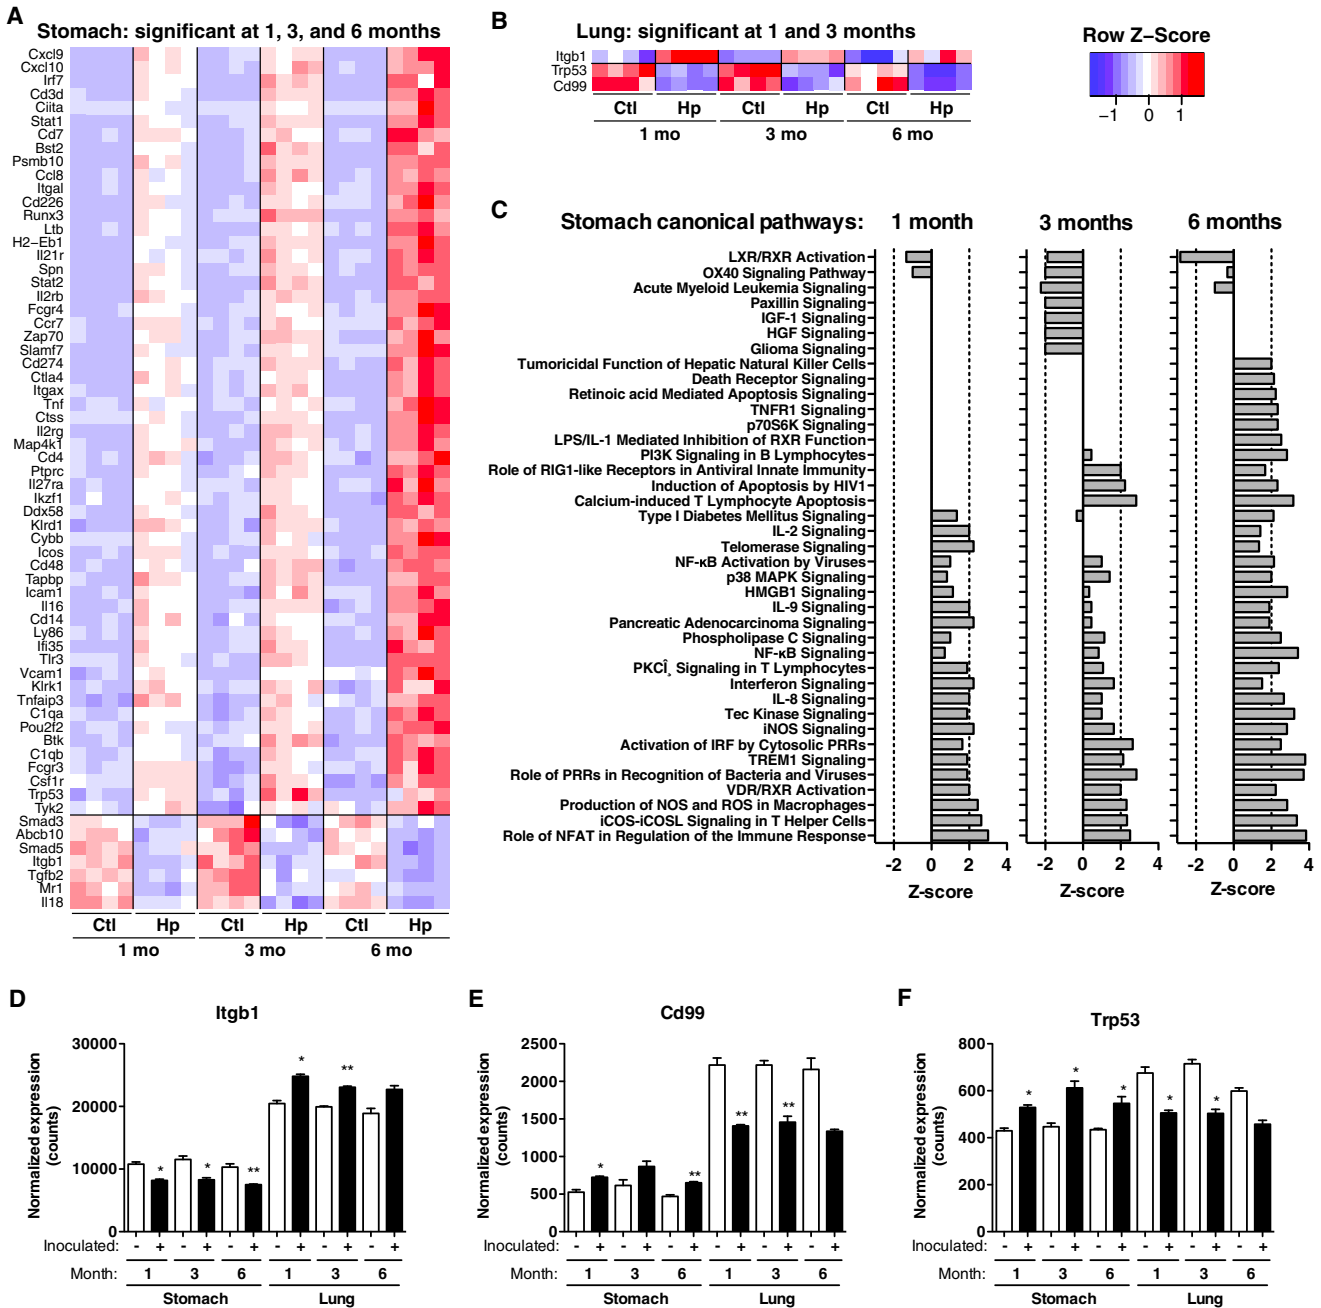 A
Stomach: significant at 1, 3, and 6 months
Cxcl9
Cxcl10
Irf7
Cd3d
Ciita
Stat1
Cd7
Bst2
Psmb10
Ccl8
Itgal
Cd226
Runx3
Ltb
H2−Eb1
Il21r
Spn
Stat2
Il2rb
Fcgr4
Ccr7
Zap70
Slamf7
Cd274
Ctla4
Itgax
Tnf
Ctss
Il2rg
Map4k1
Cd4
Ptprc
Il27ra
Ikzf1
Ddx58
Klrd1
Cybb
Icos
Cd48
Tapbp
Icam1
Il16
Cd14
Ly86
Ifi35
Tlr3
Vcam1
Klrk1
Tnfaip3
C1qa
Pou2f2
Btk
C1qb
Fcgr3
Csf1r
Trp53
Tyk2
Smad3
Abcb10
Smad5
Itgb1
Tgfb2
Mr1
Il18
Ctl Hp Ctl Hp Ctl Hp
1 mo 3 mo 6 mo
B
Lung: significant at 1 and 3 months
Itgb1
Trp53
Cd99
Ctl Hp Ctl Hp Ctl Hp
1 mo 3 mo 6 mo
Row Z−Score
−1 0 1
C
Stomach canonical pathways: 1 month 3 months 6 months
LXR/RXR Activation
OX40 Signaling Pathway
Acute Myeloid Leukemia Signaling
Paxillin Signaling
IGF-1 Signaling
HGF Signaling
Glioma Signaling
Tumoricidal Function of Hepatic Natural Killer Cells
Death Receptor Signaling
Retinoic acid Mediated Apoptosis Signaling
TNFR1 Signaling
p70S6K Signaling
LPS/IL-1 Mediated Inhibition of RXR Function
PI3K Signaling in B Lymphocytes
Role of RIG1-like Receptors in Antiviral Innate Immunity
Induction of Apoptosis by HIV1
Calcium-induced T Lymphocyte Apoptosis
Type I Diabetes Mellitus Signaling
IL-2 Signaling
Telomerase Signaling
NF-κB Activation by Viruses
p38 MAPK Signaling
HMGB1 Signaling
IL-9 Signaling
Pancreatic Adenocarcinoma Signaling
Phospholipase C Signaling
NF-κB Signaling
PKCÎ¸ Signaling in T Lymphocytes
Interferon Signaling
IL-8 Signaling
Tec Kinase Signaling
iNOS Signaling
Activation of IRF by Cytosolic PRRs
TREM1 Signaling
Role of PRRs in Recognition of Bacteria and Viruses
VDR/RXR Activation
Production of NOS and ROS in Macrophages
iCOS-iCOSL Signaling in T Helper Cells
Role of NFAT in Regulation of the Immune Response
-2 0 2 4 -2 0 2 4 -2 0 2 4
Z-score Z-score Z-score
D
Itgb1
Normalized expression
(counts)
30000
20000
10000
0
* * ** * **
Inoculated: - + - + - + - + - + - +
Month: 1 3 6 1 3 6
Stomach Lung
E
Cd99
Normalized expression
(counts)
2500
2000
1500
1000
500
0
* ** ** **
Inoculated: - + - + - + - + - + - +
Month: 1 3 6 1 3 6
Stomach Lung
F
Trp53
Normalized expression
(counts)
800
600
400
200
0
* * * * *
Inoculated: - + - + - + - + - + - +
Month: 1 3 6 1 3 6
Stomach Lung